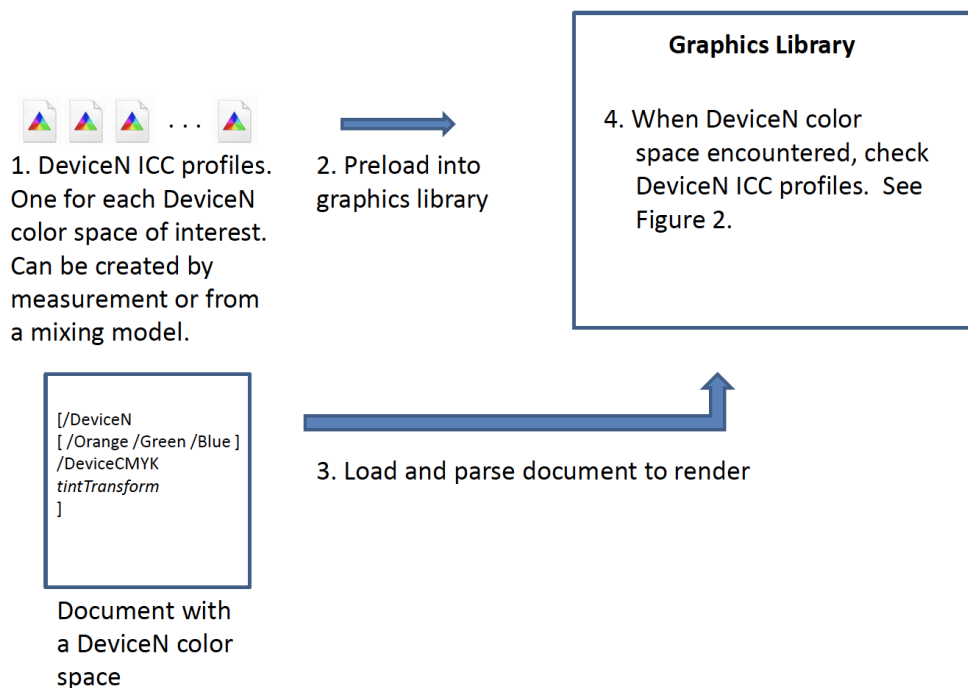 Graphics Library
. . .
1. DeviceN ICC profiles.
One for each DeviceN
color space of interest.
Can be created by
measurement or from
a mixing model.
2. Preload into
graphics library
4. When DeviceN color
space encountered, check
DeviceN ICC profiles. See
Figure 2.
[/DeviceN
[ /Orange /Green /Blue ]
/DeviceCMYK
tintTransform
]
3. Load and parse document to render
Document with
a DeviceN color
space